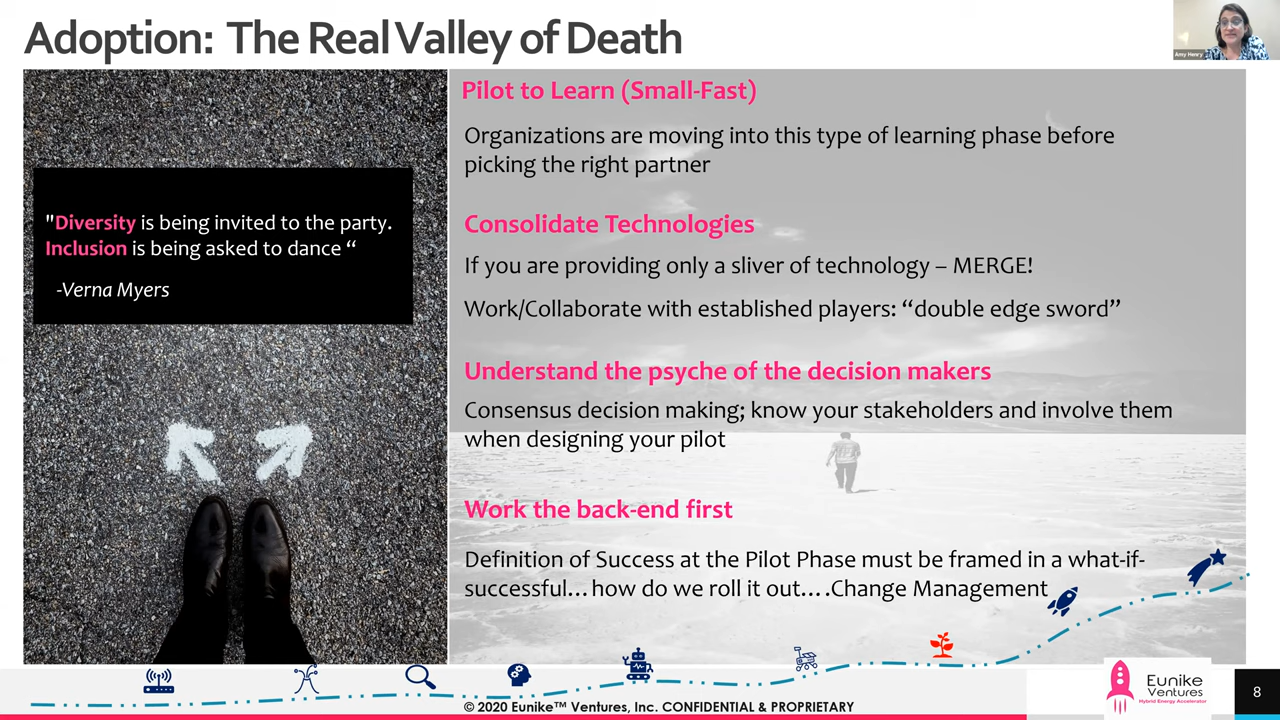 Adoption: The Real Valley of Death
Amy Henry
"Diversity is being invited to the party.
Inclusion is being asked to dance “
-Verna Myers
Pilot to Learn (Small-Fast)
Organizations are moving into this type of learning phase before
picking the right partner
Consolidate Technologies
If you are providing only a sliver of technology – MERGE!
Work/Collaborate with established players: “double edge sword”
Understand the psyche of the decision makers
Consensus decision making; know your stakeholders and involve them
when designing your pilot
Work the back-end first
Definition of Success at the Pilot Phase must be framed in a what-if-
successful…how do we roll it out….Change Management
© 2020 Eunike™ Ventures, Inc. CONFIDENTIAL & PROPRIETARY
Eunike
Ventures
Hybrid Energy Accelerator
8